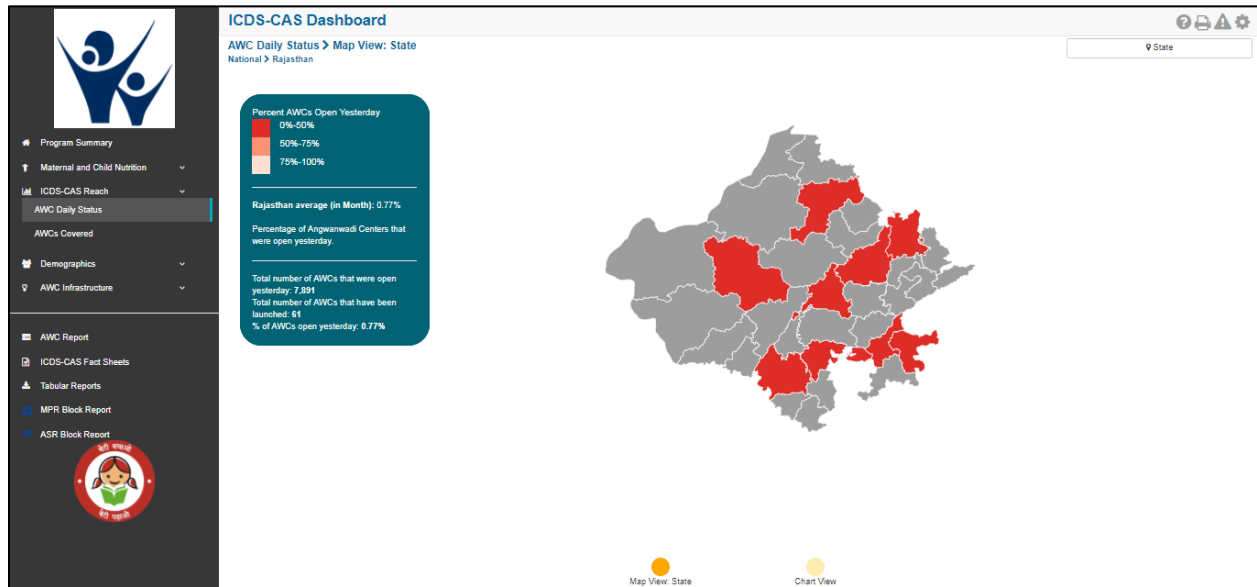 ICDS-CAS Dashboard
AWC Daily Status > Map View: State
National > Rajasthan
State
Program Summary
Maternal and Child Nutrition
ICDS-CAS Reach
AWC Daily Status
AWCs Covered
Demographics
AWC Infrastructure
AWC Report
ICDS-CAS Fact Sheets
Tabular Reports
MPR Block Report
ASR Block Report
बेटी बचाओ
बेटी पढ़ाओ
Percent AWCs Open Yesterday
0%-50%
50%-75%
75%-100%
Rajasthan average (in Month): 0.77%
Percentage of Angwanwadi Centers that
were open yesterday.
Total number of AWCs that were open
yesterday: 7,891
Total number of AWCs that have been
launched: 61
% of AWCs open yesterday: 0.77%
Map View: State
Chart View